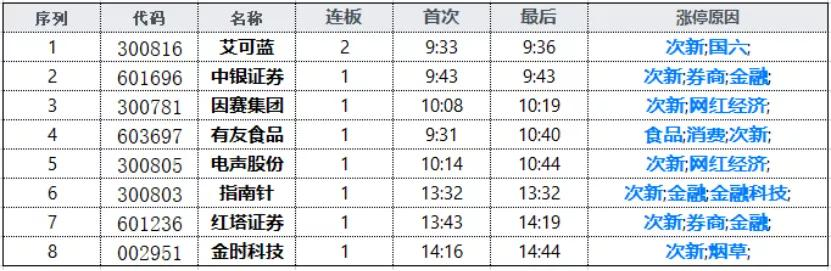 序列 代码 名称 连板 首次 最后 涨停原因
1 300816 艾可蓝 2 9:33 9:36 次新;国六;
2 601696 中银证券 1 9:43 9:43 次新;券商;金融;
3 300781 因赛集团 1 10:08 10:19 次新;网红经济;
4 603697 有友食品 1 9:31 10:40 食品;消费;次新;
5 300805 电声股份 1 10:14 10:44 次新;网红经济;
6 300803 指南针 1 13:32 13:32 次新;金融;金融科技;
7 601236 红塔证券 1 13:43 14:19 次新;券商;金融;
8 002951 金时科技 1 14:16 14:44 次新;烟草;